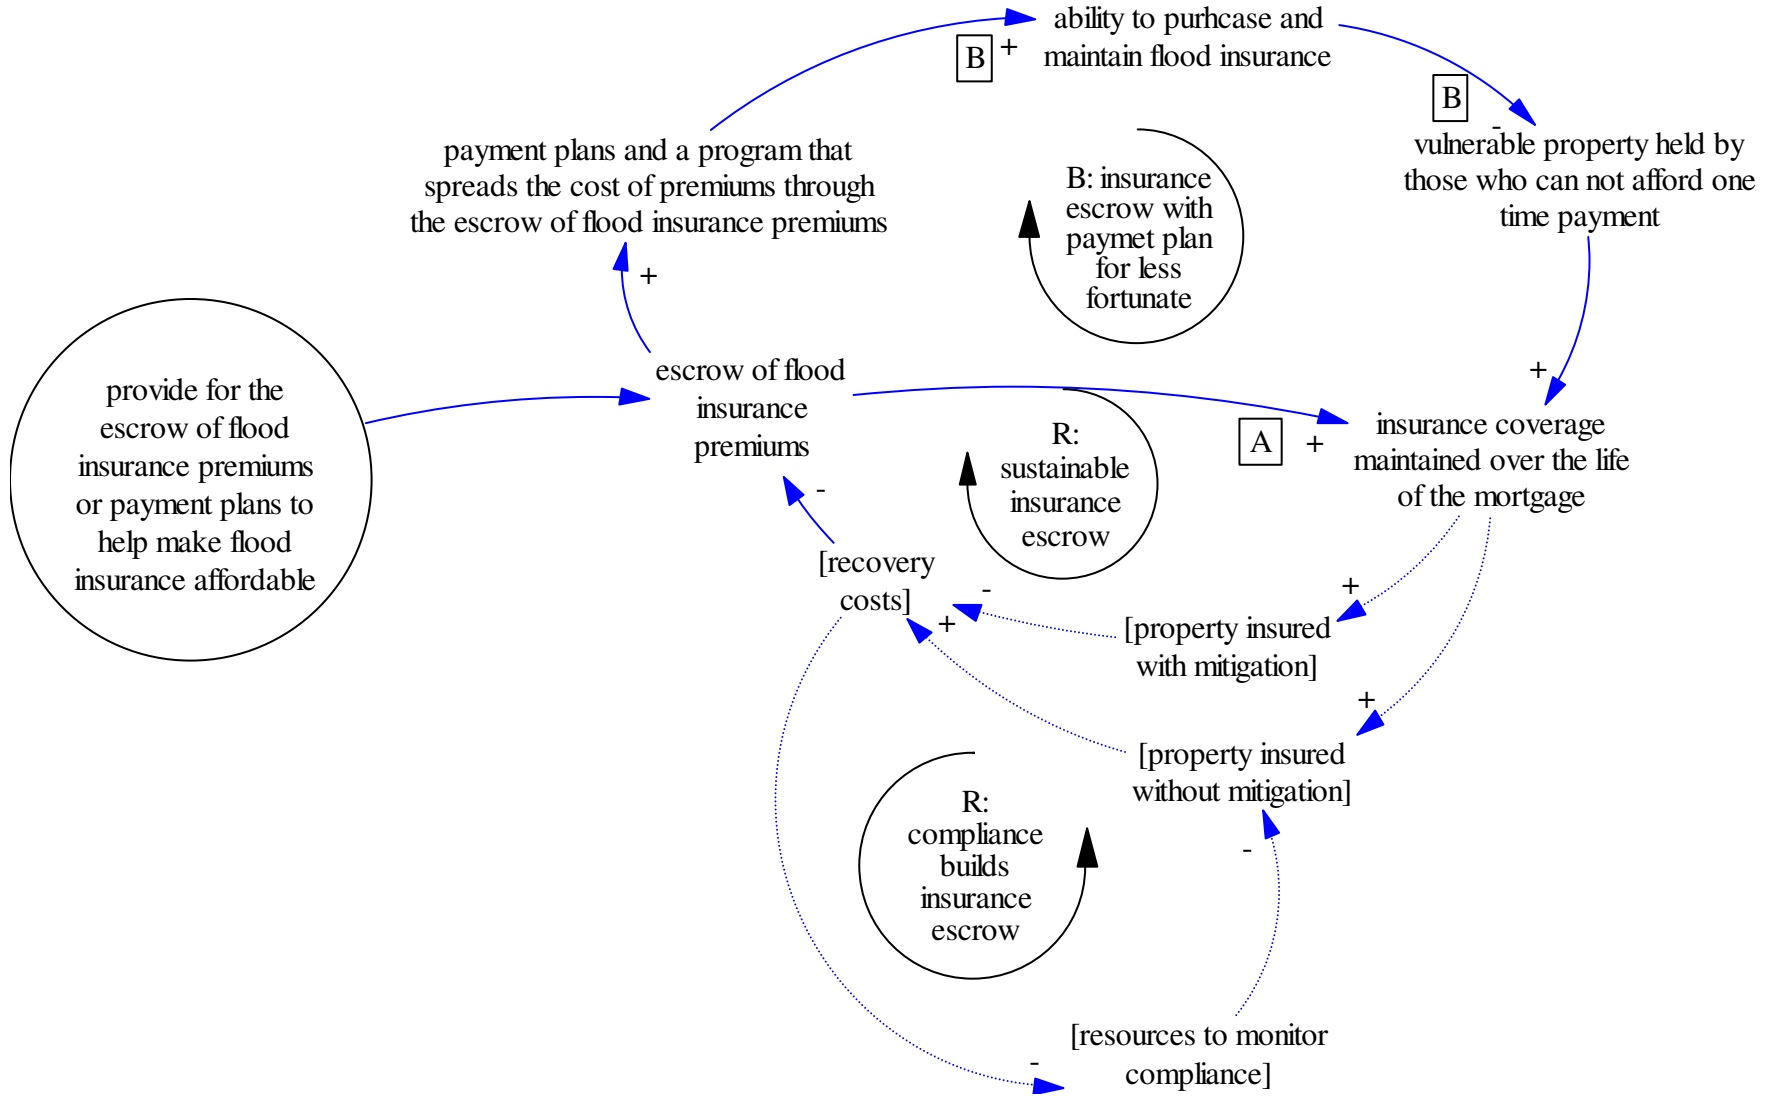 ability to purhcase and
maintain flood insurance
B
+
B
-
payment plans and a program that
spreads the cost of premiums through
the escrow of flood insurance premiums
vulnerable property held by
those who can not afford one
time payment
B: insurance
escrow with
paymet plan
for less
fortunate
+
provide for the
escrow of flood
insurance premiums
or payment plans to
help make flood
insurance affordable
escrow of flood
insurance
premiums
+
A
+
insurance coverage
maintained over the life
of the mortgage
R:
sustainable
insurance
escrow
-
[recovery
costs]
-
+
+
[property insured
with mitigation]
+
[property insured
without mitigation]
R:
compliance
builds
insurance
escrow
-
-
[resources to monitor
compliance]